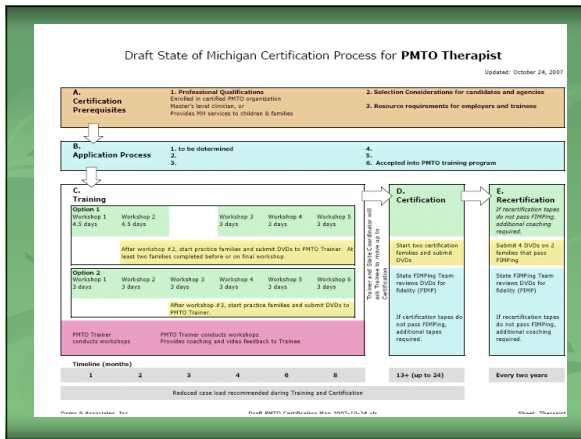 Draft State of Michigan Certification Process for PMTO Therapist
Updated: October 24, 2007
A.
Certification
Prerequisites
1. Professional Qualifications
Enrolled in certified PMTO organization
Master's level clinician, or
Provides MH services to children & families
2. Selection Considerations for candidates and agencies
3. Resource requirements for employers and trainees
B.
Application Process
1. to be determined
2.
3.
4.
5.
6. Accepted into PMTO training program
C.
Training
Option 1
Workshop 1
4.5 days
Workshop 2
4.5 days
Workshop 3
3 days
Workshop 4
3 days
Workshop 5
3 days
After workshop #2, start practice families and submit DVDs to PMTO Trainer. At
least two families completed before or on final workshop.
Option 2
Workshop 1
3 days
Workshop 2
3 days
Workshop 3
3 days
Workshop 4
3 days
Workshop 5
3 days
Workshop 6
3 days
After workshop #3, start practice families and submit DVDs to
PMTO Trainer.
PMTO Trainer
conducts workshops
PMTO Trainer conducts workshops
Provides coaching and video feedback to Trainee
Trainer and State Coordinator will
ask Trainee to move up to
Certification
D.
Certification
Start two certification
families and submit
DVDs
State FIMPing Team
reviews DVDs for
fidelity (FIMP)
If certification tapes do
not pass FIMPing,
additional tapes
required.
E.
Recertification
If recertification tapes
do not pass FIMPing,
additional coaching
required.
Submit 4 DVDs on 2
families that pass
FIMPing
State FIMPing Team
reviews DVDs for
fidelity (FIMP)
If recertification tapes
do not pass FIMPing,
additional coaching
required.
Timeline (months)
1 2 3 4 6 8 13+ (up to 24) Every two years
Reduced case load recommended during Training and Certification
Draft PMTO Certification Map 2007-10-24.xls
Sheet: Therapist